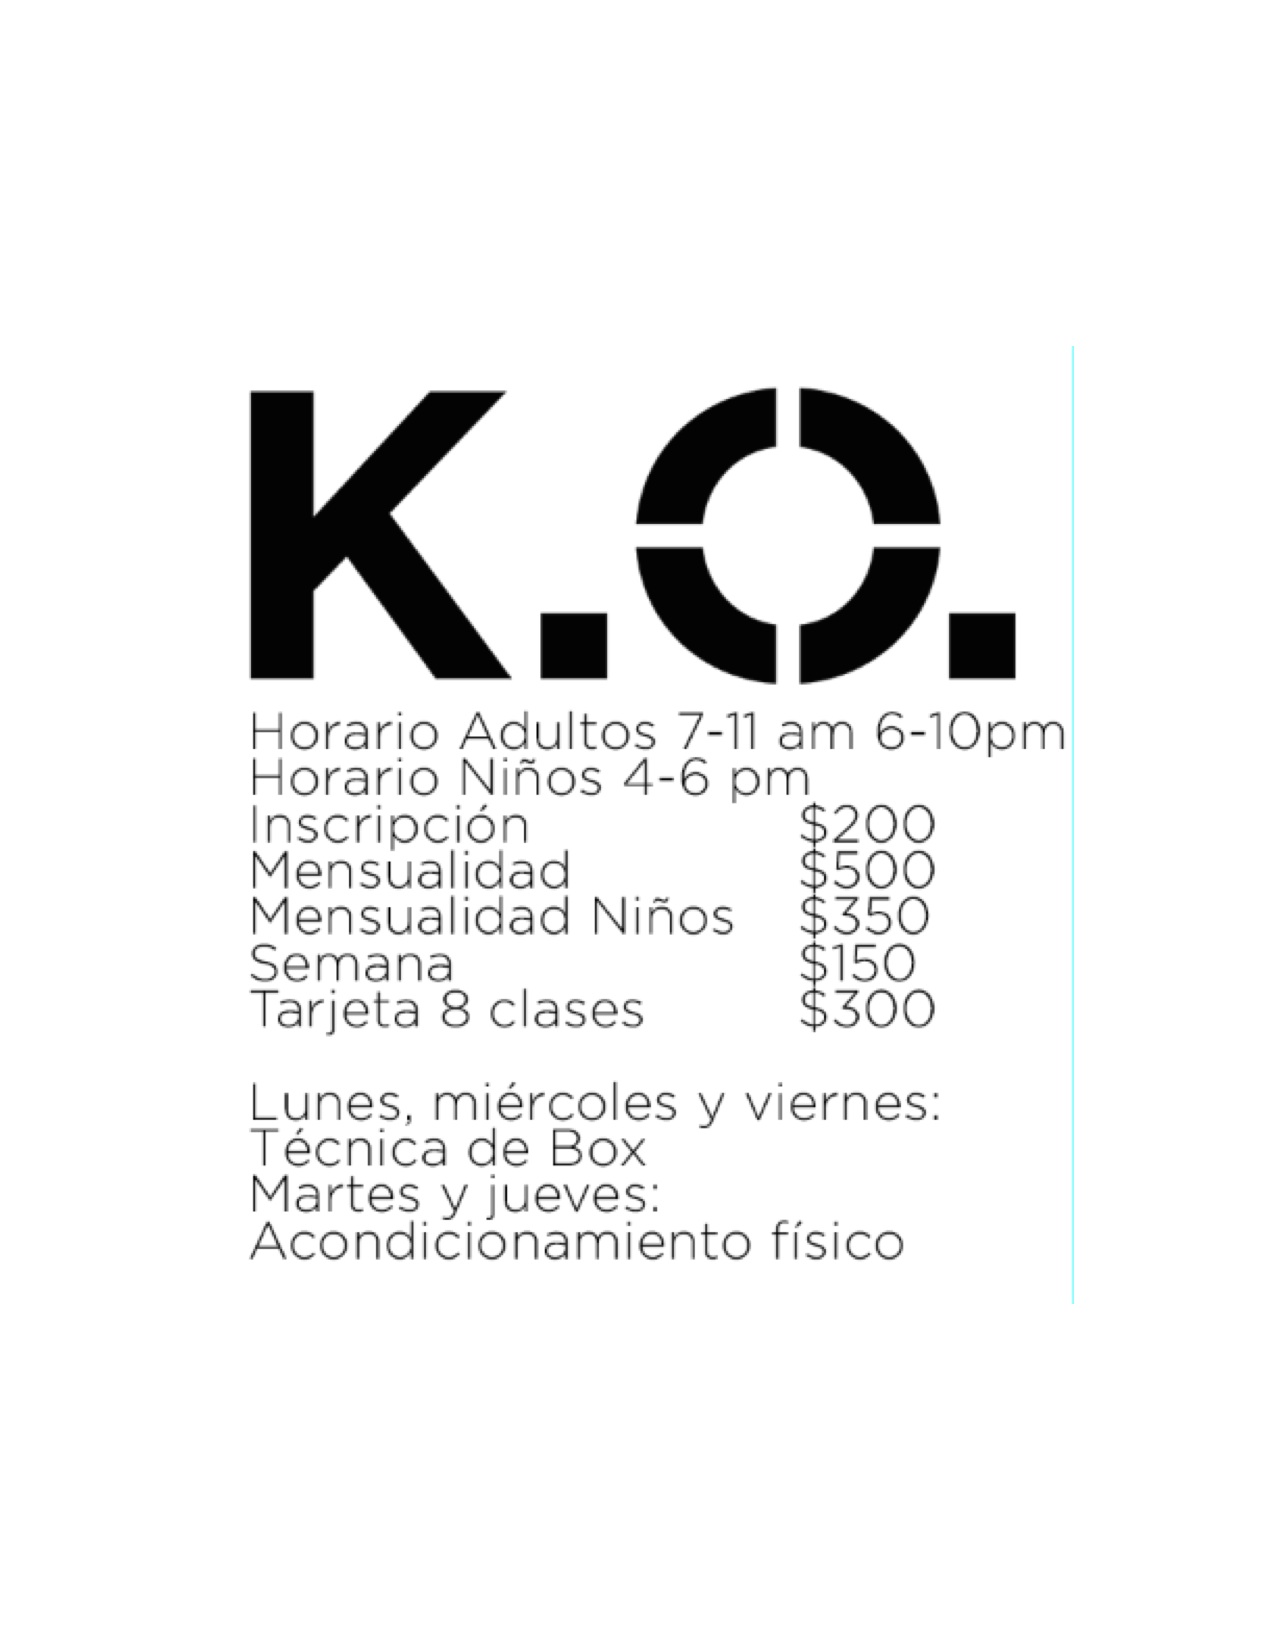 K.O.
Horario Adultos 7-11 am 6-10pm
Horario Niños 4-6 pm
Inscripción $200
Mensualidad $500
Mensualidad Niños $350
Semana $150
Tarjeta 8 clases $300
Lunes, miércoles y viernes:
Técnica de Box
Martes y jueves:
Acondicionamiento físico